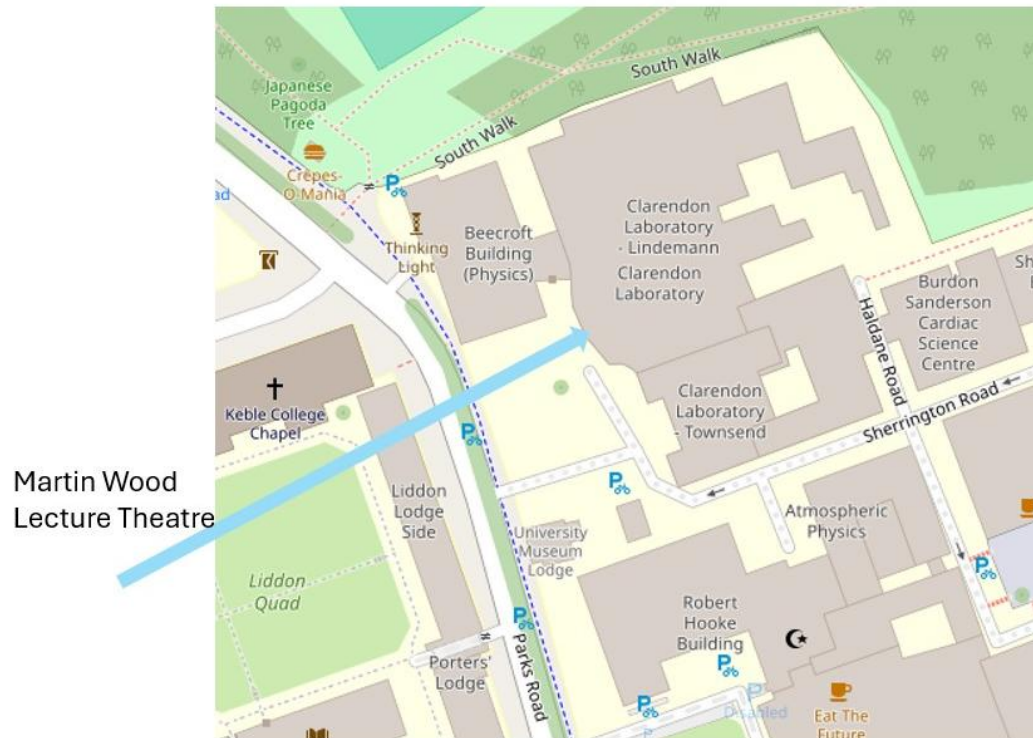 South Walk
Japanese
Pagoda
Tree
South Walk
Crêpes-
O-Mania
P
Clarendon
Laboratory
- Lindemann
Clarendon
Laboratory
Beecroft
Building
(Physics)
Thinking
Light
Haldane Road
Burdon
Sanderson
Cardiac
Science
Centre
Keble College
Chapel
Clarendon
Laboratory
- Townsend
Sherrington Road
P
Martin Wood
Lecture Theatre
Liddon
Lodge
Side
P
Atmospheric
Physics
University
Museum
Lodge
P
Liddon
Quad
Robert
Hooke
Building
P
Parks Road
Porters'
Lodge
P
P
Disabled
P
Eat The
Future